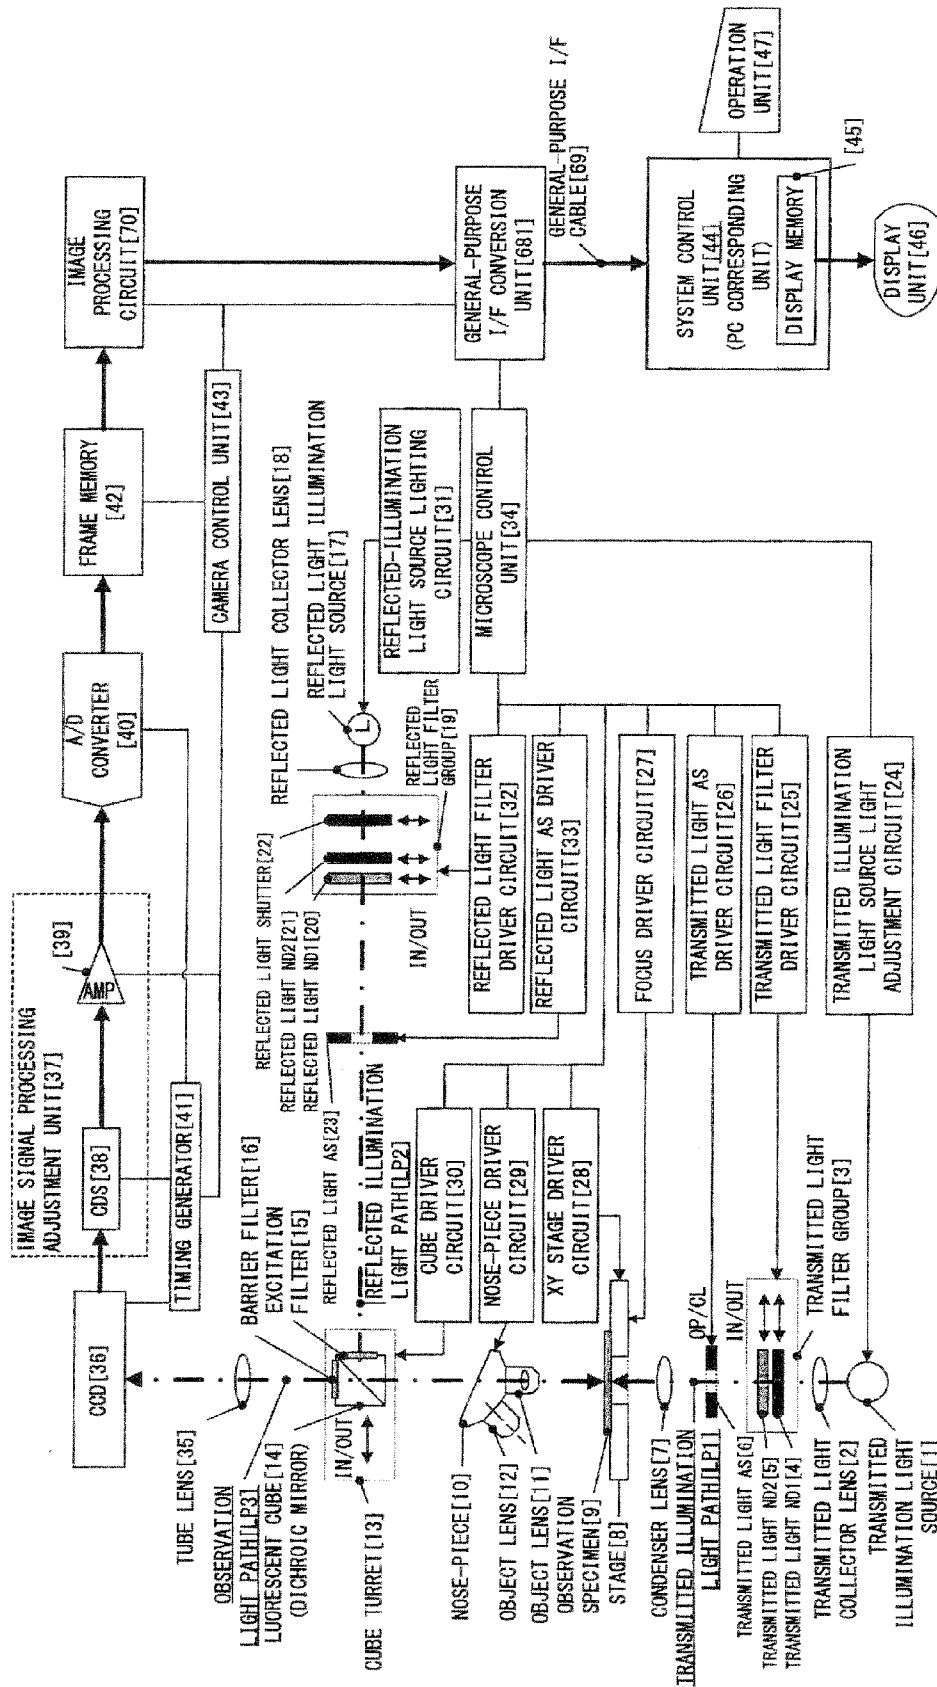 IMAGE SIGNAL PROCESSING
ADJUSTMENT UNIT[37]
CCD[36]
CDS[38]
AMP
[39]
TIMING GENERATOR[41]
A/D
CONVERTER
[40]
FRAME MEMORY
[42]
IMAGE
PROCESSING
CIRCUIT[70]
CAMERA CONTROL UNIT[43]
TUBE LENS[35]
OBSERVATION
LIGHT PATH[LP3]
LUORESCENT CUBE[14]
(DICHROIC MIRROR)
IN/OUT
CUBE TURRET[13]
BARRIER FILTER[16]
EXCITATION
FILTER[15]
REFLECTED LIGHT AS[23]
REFLECTED ILLUMINATION
LIGHT PATH[LP2]
REFLECTED LIGHT SHUTTER[22]
REFLECTED LIGHT ND2[21]
REFLECTED LIGHT ND1[20]
IN/OUT
REFLECTED LIGHT COLLECTOR LENS[18]
REFLECTED LIGHT ILLUMINATION
LIGHT SOURCE[17]
L
REFLECTED
LIGHT FILTER
GROUP[19]
REFLECTED-ILLUMINATION
LIGHT SOURCE LIGHTING
CIRCUIT[31]
MICROSCOPE CONTROL
UNIT[34]
GENERAL-PURPOSE
I/F CONVERSION
UNIT[681]
GENERAL-PURPOSE I/F
CABLE[69]
SYSTEM CONTROL
UNIT[44]
(PC CORRESPONDING
UNIT)
DISPLAY MEMORY
[45]
OPERATION
UNIT[47]
DISPLAY
UNIT[46]
CUBE DRIVER
CIRCUIT[30]
NOSE-PIECE DRIVER
CIRCUIT[29]
XY STAGE DRIVER
CIRCUIT[28]
REFLECTED LIGHT FILTER
DRIVER CIRCUIT[32]
REFLECTED LIGHT AS DRIVER
CIRCUIT[33]
FOCUS DRIVER CIRCUIT[27]
TRANSMITTED LIGHT AS
DRIVER CIRCUIT[26]
TRANSMITTED LIGHT FILTER
DRIVER CIRCUIT[25]
TRANSMITTED ILLUMINATION
LIGHT SOURCE LIGHT
ADJUSTMENT CIRCUIT[24]
NOSE-PIECE[10]
OBJECT LENS[12]
OBJECT LENS[11]
OBSERVATION
SPECIMEN[9]
STAGE[8]
CONDENSER LENS[7]
TRANSMITTED ILLUMINATION
LIGHT PATH[LP1]
OP/CL
IN/OUT
TRANSMITTED LIGHT AS[6]
TRANSMITTED LIGHT ND2[5]
TRANSMITTED LIGHT ND1[4]
TRANSMITTED LIGHT
FILTER GROUP[3]
TRANSMITTED LIGHT
COLLECTOR LENS[2]
TRANSMITTED
ILLUMINATION LIGHT
SOURCE[1]